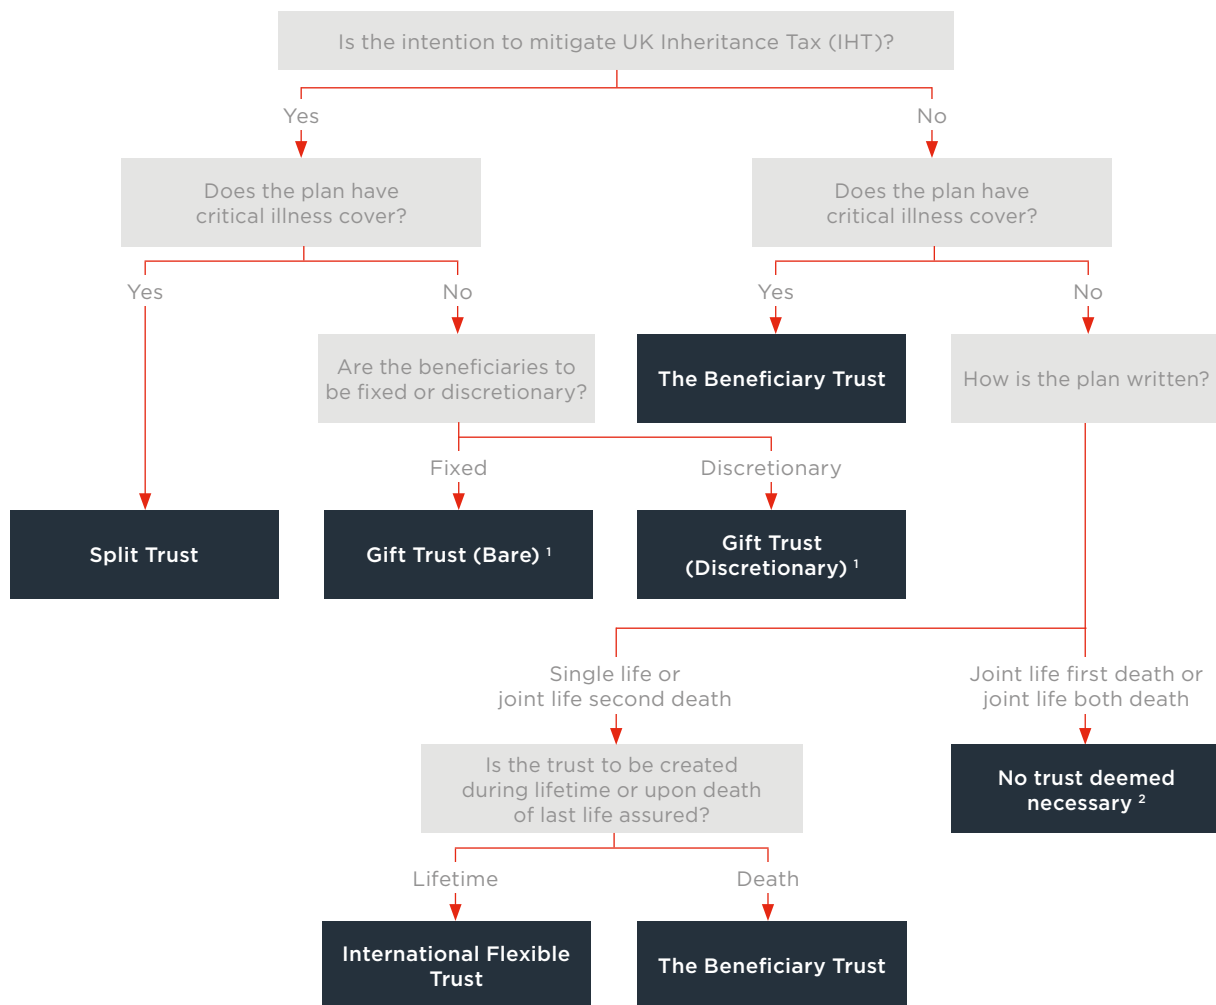 Is the intention to mitigate UK Inheritance Tax (IHT)?
Yes
No
Does the plan have
critical illness cover?
Does the plan have
critical illness cover?
Yes
No
Yes
No
Are the beneficiaries to
be fixed or discretionary?
The Beneficiary Trust
How is the plan written?
Fixed
Discretionary
Split Trust
Gift Trust (Bare) ¹
Gift Trust
(Discretionary) ¹
Single life or
joint life second death
Joint life first death or
joint life both death
Is the trust to be created
during lifetime or upon death
of last life assured?
No trust deemed
necessary ²
Lifetime
Death
International Flexible
Trust
The Beneficiary Trust